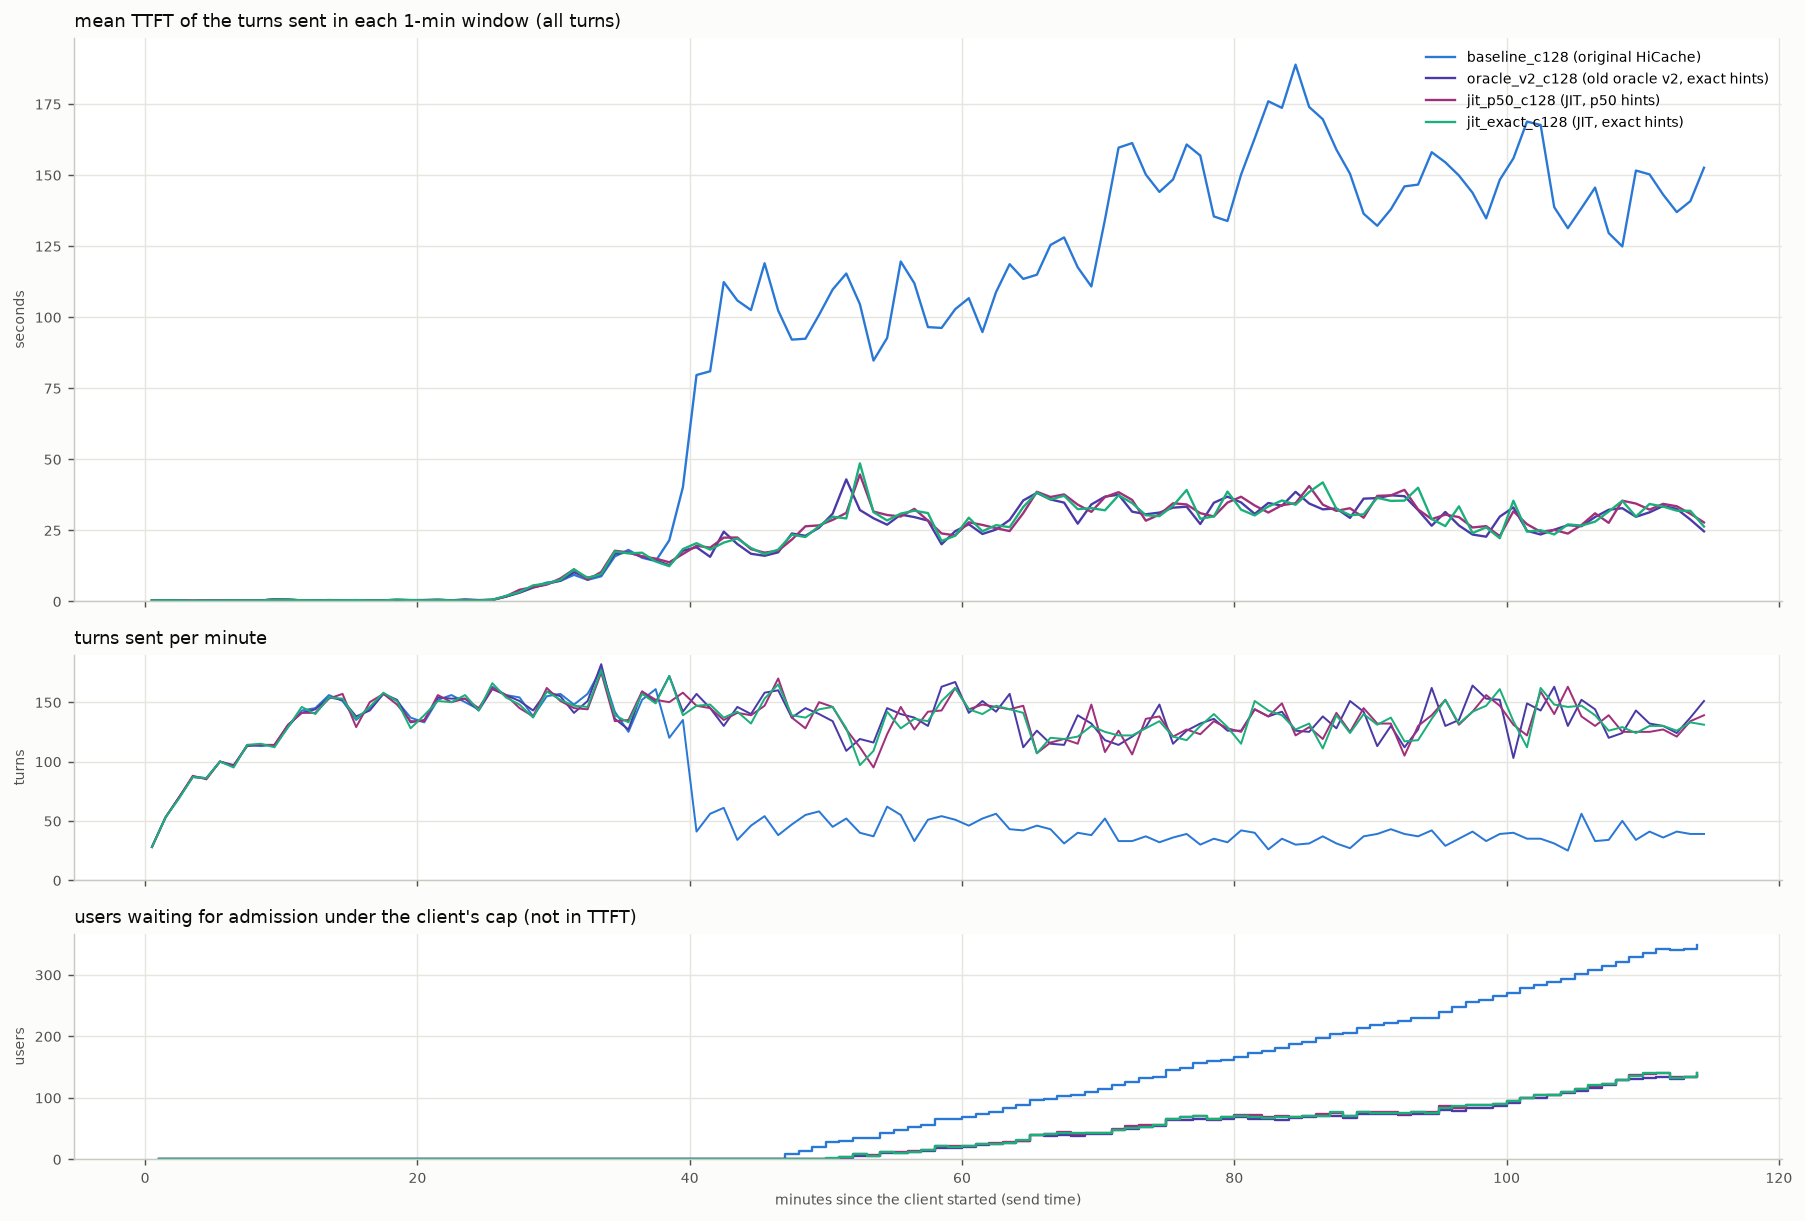 mean TTFT of the turns sent in each 1-min window (all turns)
baseline_c128 (original HiCache)
oracle_v2_c128 (old oracle v2, exact hints)
jit_p50_c128 (JIT, p50 hints)
jit_exact_c128 (JIT, exact hints)
175
150
125
100
75
50
25
0
seconds
turns sent per minute
150
100
50
0
turns
users waiting for admission under the client's cap (not in TTFT)
300
200
100
0
users
0 20 40 60 80 100 120
minutes since the client started (send time)